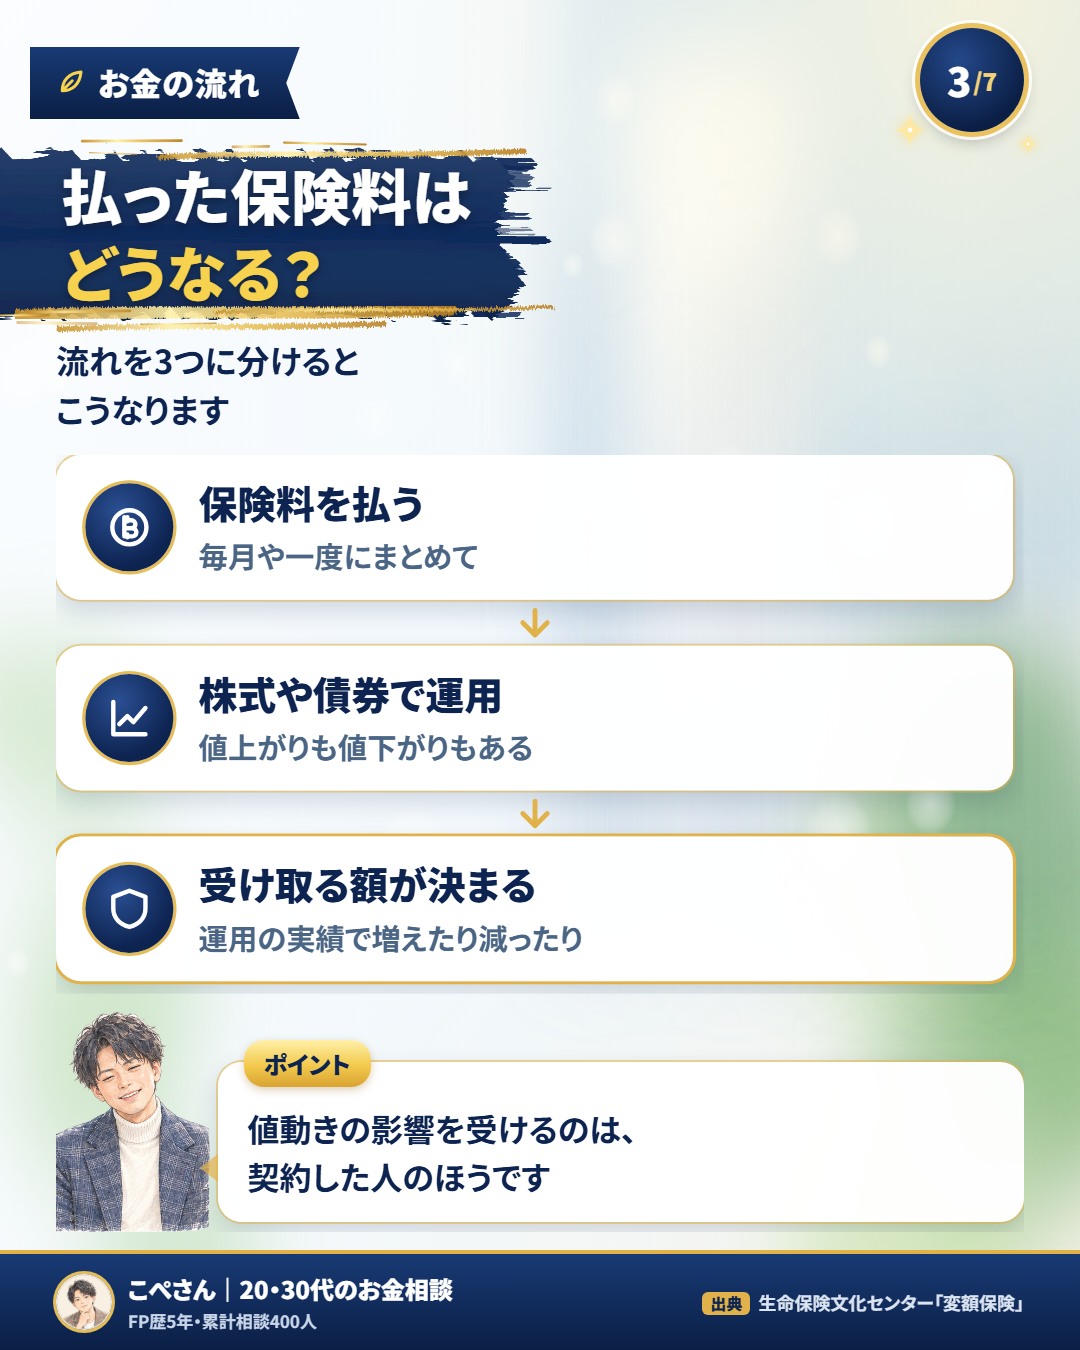 お金の流れ
3/7
払った保険料は
どうなる?
流れを3つに分けると
こうなります
保険料を払う
毎月や一度にまとめて
株式や債券で運用
値上がりも値下がりもある
受け取る額が決まる
運用の実績で増えたり減ったり
ポイント
値動きの影響を受けるのは、
契約した人のほうです
こぺさん｜20・30代のお金相談
FP歴5年・累計相談400人
出典 生命保険文化センター「変額保険」